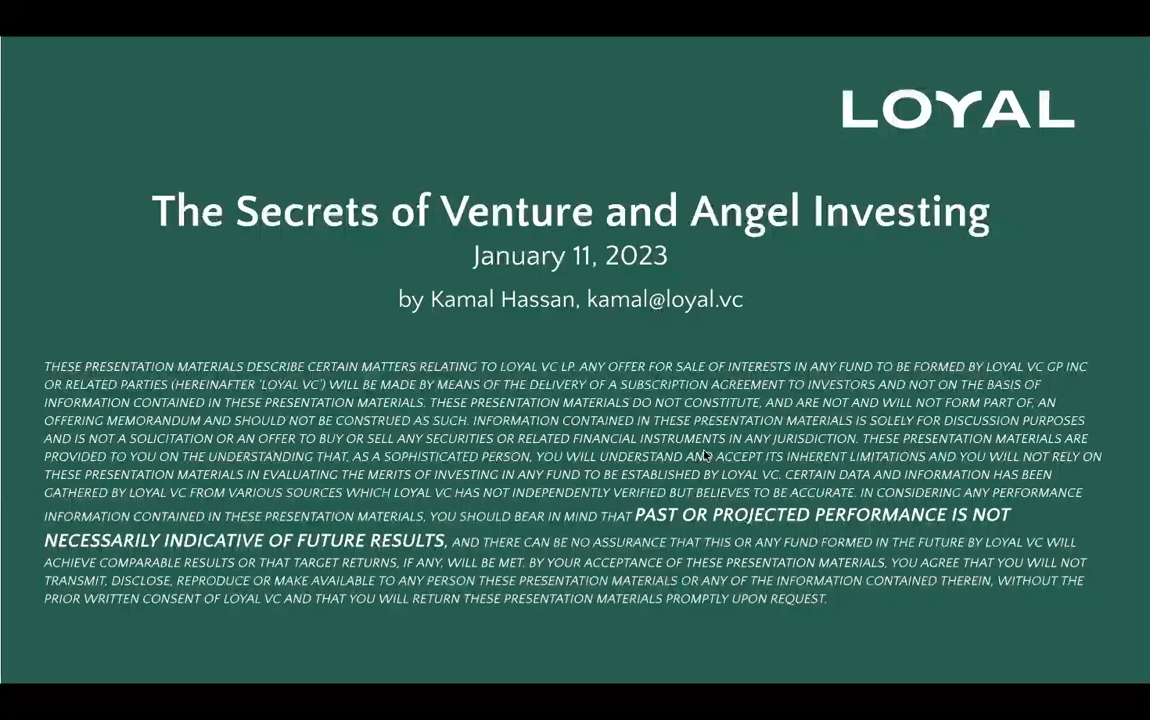 LOYAL
The Secrets of Venture and Angel Investing
January 11, 2023
by Kamal Hassan, kamal@loyal.vc
THESE PRESENTATION MATERIALS DESCRIBE CERTAIN MATTERS RELATING TO LOYAL VC LP. ANY OFFER FOR SALE OF INTERESTS IN ANY FUND TO BE FORMED BY LOYAL VC GP INC
OR RELATED PARTIES (HEREINAFTER 'LOYAL VC') WILL BE MADE BY MEANS OF THE DELIVERY OF A SUBSCRIPTION AGREEMENT TO INVESTORS AND NOT ON THE BASIS OF
INFORMATION CONTAINED IN THESE PRESENTATION MATERIALS. THESE PRESENTATION MATERIALS DO NOT CONSTITUTE, AND ARE NOT AND WILL NOT FORM PART OF, AN
OFFERING MEMORANDUM AND SHOULD NOT BE CONSTRUED AS SUCH. INFORMATION CONTAINED IN THESE PRESENTATION MATERIALS IS SOLELY FOR DISCUSSION PURPOSES
AND IS NOT A SOLICITATION OR AN OFFER TO BUY OR SELL ANY SECURITIES OR RELATED FINANCIAL INSTRUMENTS IN ANY JURISDICTION. THESE PRESENTATION MATERIALS ARE
PROVIDED TO YOU ON THE UNDERSTANDING THAT, AS A SOPHISTICATED PERSON, YOU WILL UNDERSTAND AND ACCEPT ITS INHERENT LIMITATIONS AND YOU WILL NOT RELY ON
THESE PRESENTATION MATERIALS IN EVALUATING THE MERITS OF INVESTING IN ANY FUND TO BE ESTABLISHED BY LOYAL VC. CERTAIN DATA AND INFORMATION HAS BEEN
GATHERED BY LOYAL VC FROM VARIOUS SOURCES WHICH LOYAL VC HAS NOT INDEPENDENTLY VERIFIED BUT BELIEVES TO BE ACCURATE. IN CONSIDERING ANY PERFORMANCE
INFORMATION CONTAINED IN THESE PRESENTATION MATERIALS, YOU SHOULD BEAR IN MIND THAT PAST OR PROJECTED PERFORMANCE IS NOT
NECESSARILY INDICATIVE OF FUTURE RESULTS, AND THERE CAN BE NO ASSURANCE THAT THIS OR ANY FUND FORMED IN THE FUTURE BY LOYAL VC WILL
ACHIEVE COMPARABLE RESULTS OR THAT TARGET RETURNS, IF ANY, WILL BE MET. BY YOUR ACCEPTANCE OF THESE PRESENTATION MATERIALS, YOU AGREE THAT YOU WILL NOT
TRANSMIT, DISCLOSE, REPRODUCE OR MAKE AVAILABLE TO ANY PERSON THESE PRESENTATION MATERIALS OR ANY OF THE INFORMATION CONTAINED THEREIN, WITHOUT THE
PRIOR WRITTEN CONSENT OF LOYAL VC AND THAT YOU WILL RETURN THESE PRESENTATION MATERIALS PROMPTLY UPON REQUEST.